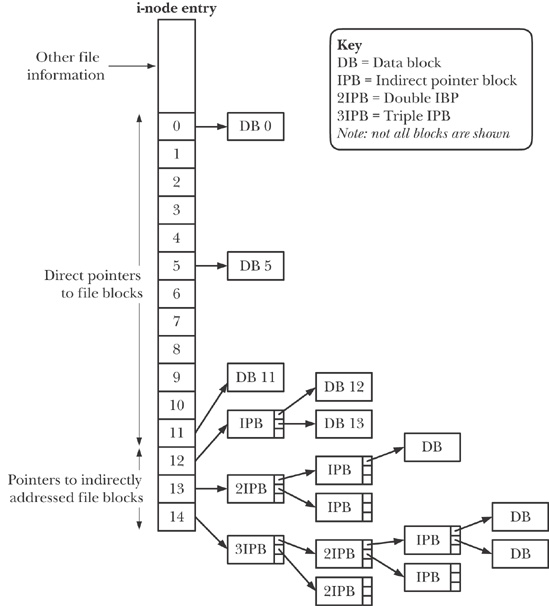 i-node entry
Other file
information
Key
DB = Data block
IPB = Indirect pointer block
2IPB = Double IBP
3IPB = Triple IPB
Note: not all blocks are shown
0
DB 0
1
2
3
4
Direct pointers
to file blocks
5
DB 5
6
7
8
9
DB 11
10
DB 12
11
IPB
DB 13
Pointers to indirectly
addressed file blocks
12
DB
13
2IPB
IPB
IPB
14
3IPB
2IPB
IPB
DB
DB
IPB
2IPB